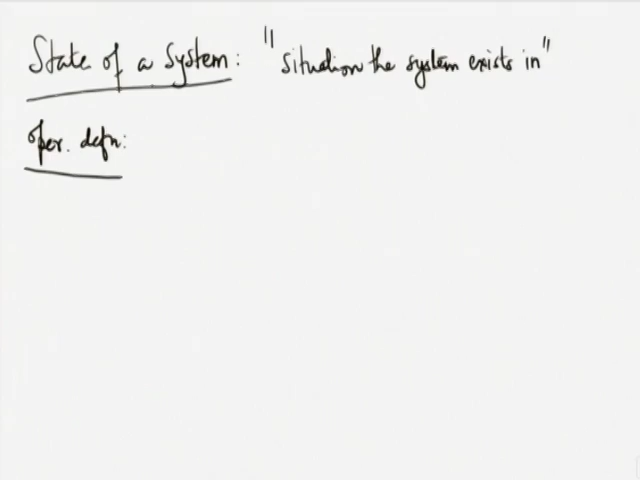 State of a System: "Situation the system exists in"
oper. defn: